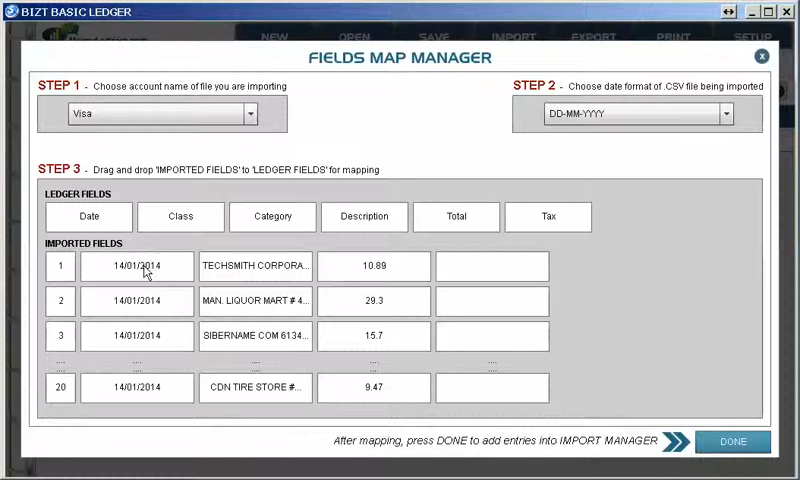 BIZT BASIC LEDGER
NEW OPEN SAVE IMPORT EXPORT PRINT SETUP
FIELDS MAP MANAGER
X
STEP 1 - Choose account name of file you are importing
STEP 2 - Choose date format of .CSV file being imported
Visa
DD-MM-YYYY
STEP 3 - Drag and drop 'IMPORTED FIELDS' to 'LEDGER FIELDS' for mapping
LEDGER FIELDS
Date Class Category Description Total Tax
IMPORTED FIELDS
1 14/01/2014 TECHSMITH CORPORA... 10.89
2 14/01/2014 MAN. LIQUOR MART # 4... 29.3
3 14/01/2014 SIBERNAME COM 6134... 15.7
.... .... .... .... ....
20 14/01/2014 CDN TIRE STORE #... 9.47
After mapping, press DONE to add entries into IMPORT MANAGER
DONE